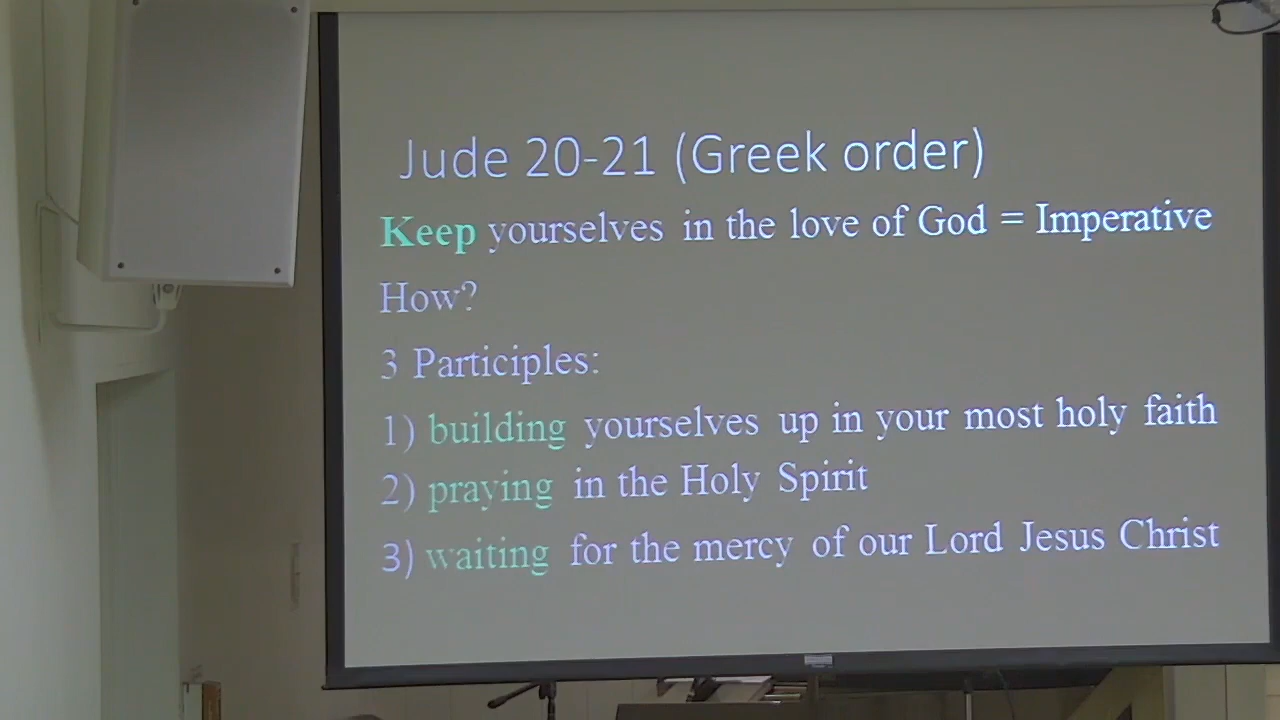 Jude 20-21 (Greek order)
Keep yourselves in the love of God = Imperative
How?
3 Participles:
1) building yourselves up in your most holy faith
2) praying in the Holy Spirit
3) waiting for the mercy of our Lord Jesus Christ